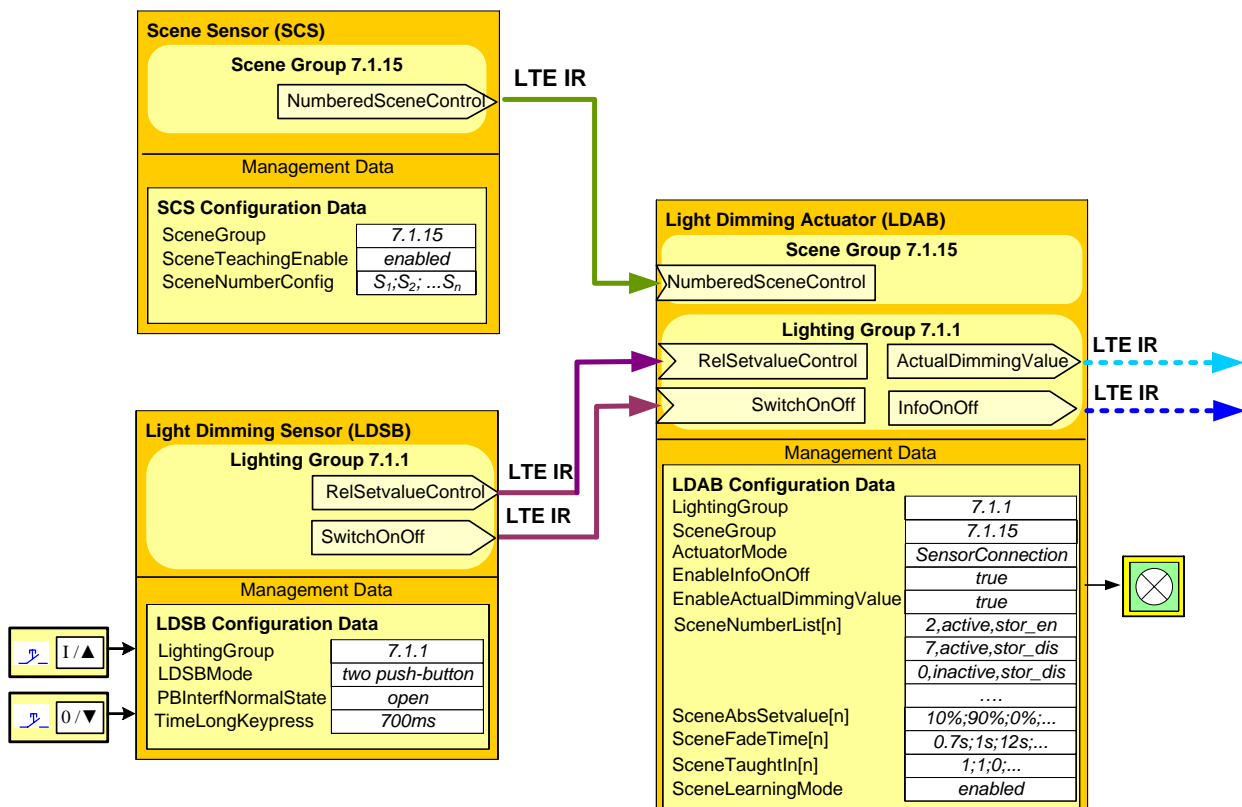 Scene Sensor (SCS)
Scene Group 7.1.15
NumberedSceneControl
LTE IR
Management Data
SCS Configuration Data
SceneGroup 7.1.15
SceneTeachingEnable enabled
SceneNumberConfig S1;S2; ...Sn
Light Dimming Sensor (LDSB)
Lighting Group 7.1.1
RelSetvalueControl
LTE IR
SwitchOnOff
LTE IR
Management Data
LDSB Configuration Data
LightingGroup 7.1.1
LDSBMode two push-button
PBInterfNormalState open
TimeLongKeypress 700ms
I /▲
0 /▼
Light Dimming Actuator (LDAB)
Scene Group 7.1.15
NumberedSceneControl
Lighting Group 7.1.1
RelSetvalueControl
ActualDimmingValue
LTE IR
SwitchOnOff
InfoOnOff
LTE IR
Management Data
LDAB Configuration Data
LightingGroup 7.1.1
SceneGroup 7.1.15
ActuatorMode SensorConnection
EnableInfoOnOff true
EnableActualDimmingValue true
SceneNumberList[n] 2,active,stor_en
7,active,stor_dis
0,inactive,stor_dis
....
SceneAbsSetvalue[n] 10%;90%;0%;...
SceneFadeTime[n] 0.7s;1s;12s;...
SceneTaughtIn[n] 1;1;0;...
SceneLearningMode enabled